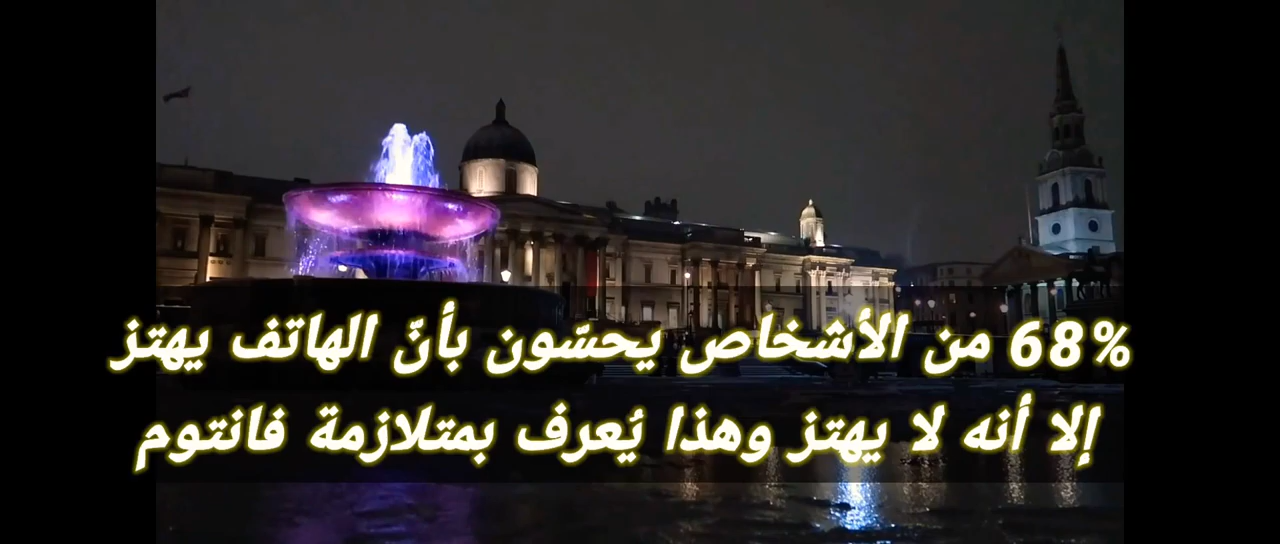 68% من الأشخاص يحسّون بأنّ الهاتف يهتز
إلا أنه لا يهتز وهذا يُعرف بمتلازمة فانتوم